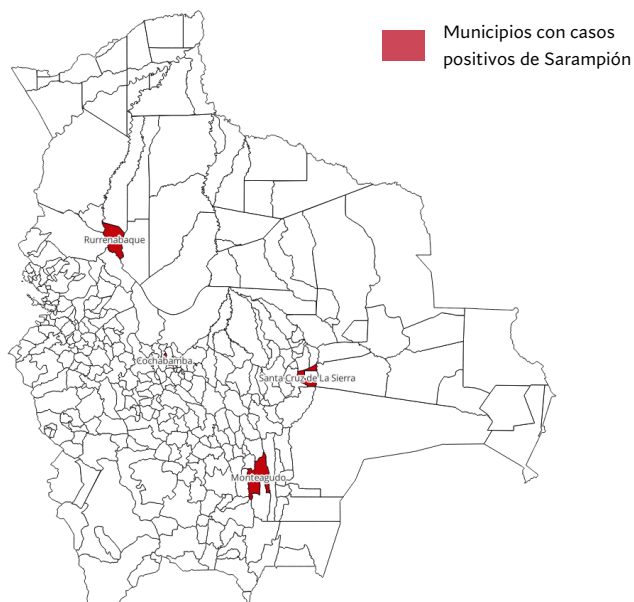 Municipios con casos
positivos de Sarampión
Rurrenabaque
Cochabamba
Santa Cruz de La Sierra
Monteagudo